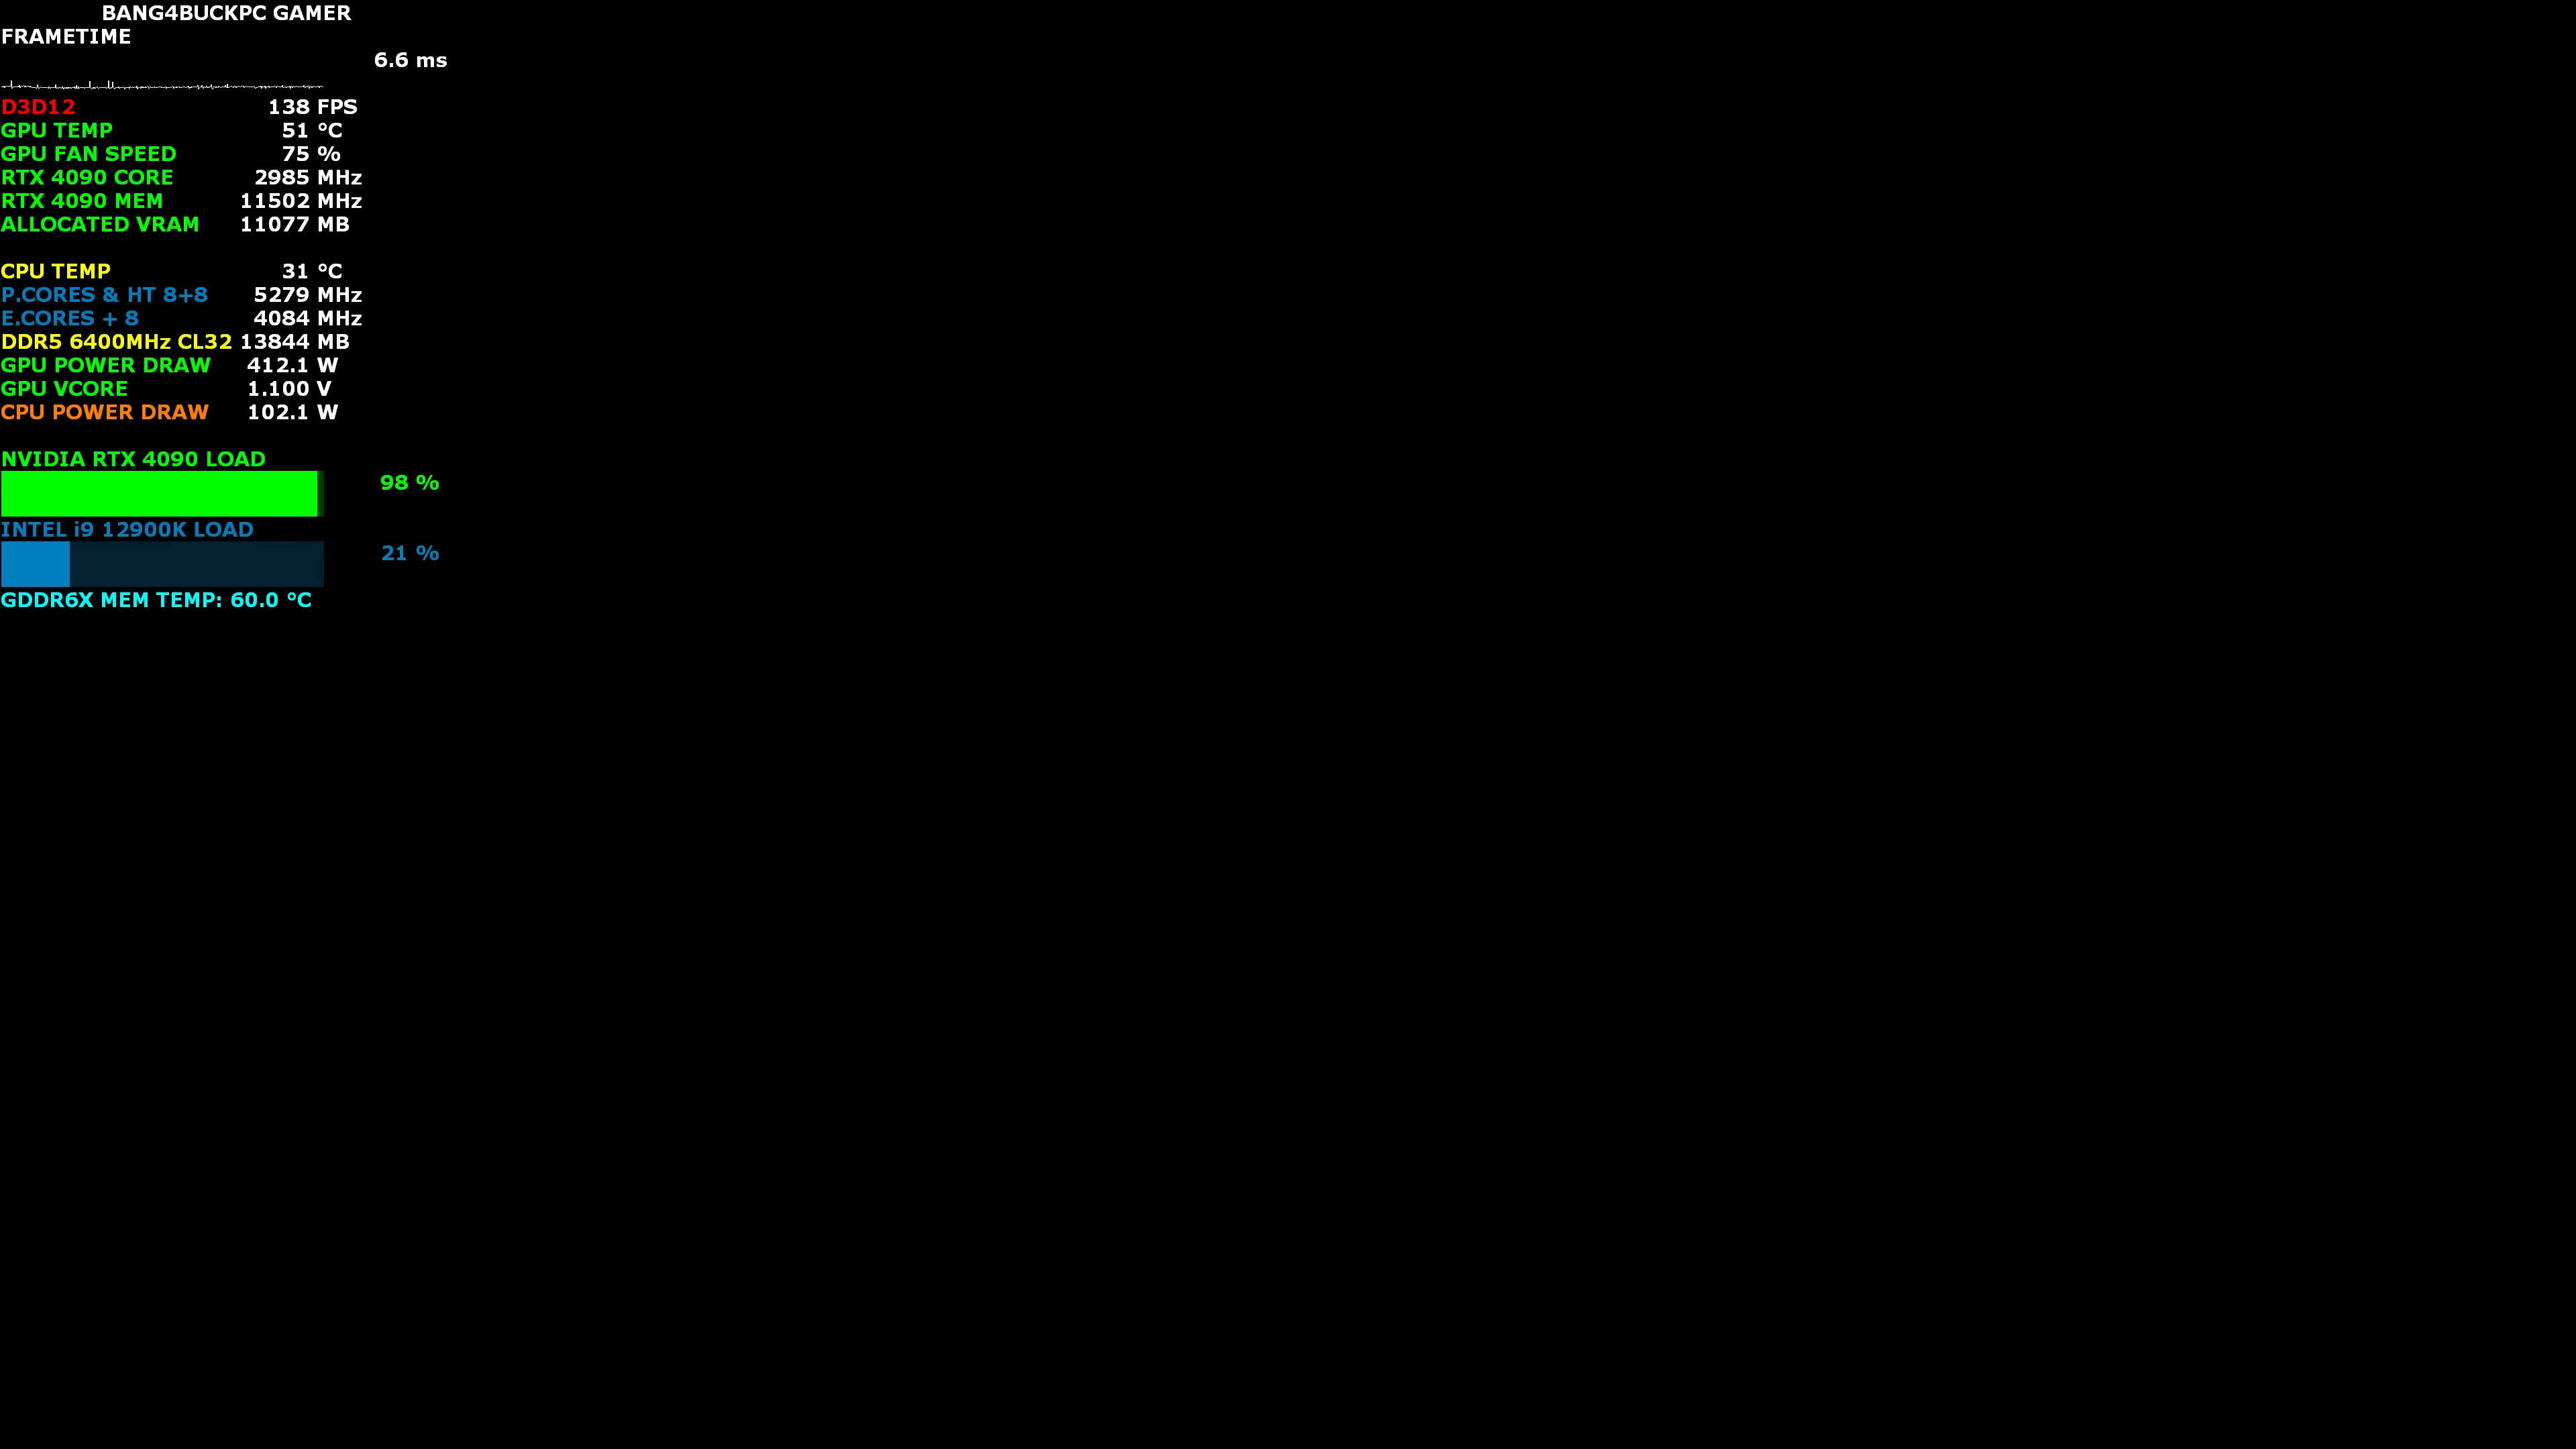 BANG4BUCKPC GAMER
FRAMETIME
6.6 ms
D3D12 138 FPS
GPU TEMP 51 °C
GPU FAN SPEED 75 %
RTX 4090 CORE 2985 MHz
RTX 4090 MEM 11502 MHz
ALLOCATED VRAM 11077 MB
CPU TEMP 31 °C
P.CORES & HT 8+8 5279 MHz
E.CORES + 8 4084 MHz
DDR5 6400MHz CL32 13844 MB
GPU POWER DRAW 412.1 W
GPU VCORE 1.100 V
CPU POWER DRAW 102.1 W
NVIDIA RTX 4090 LOAD
98 %
INTEL i9 12900K LOAD
21 %
GDDR6X MEM TEMP: 60.0 °C